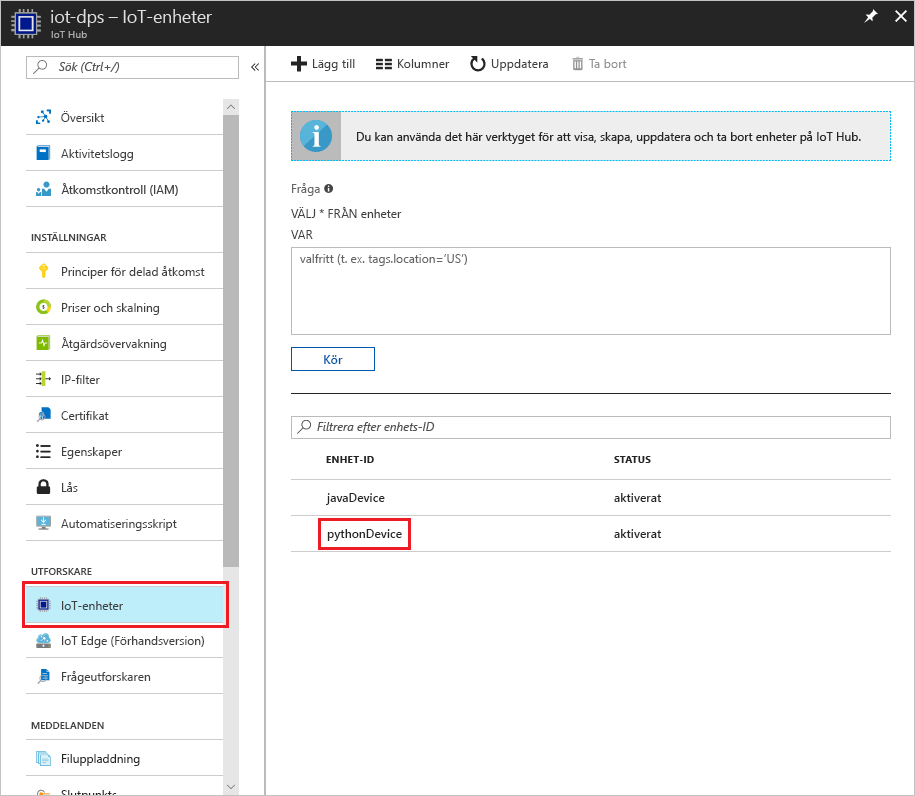 iot-dps – IoT-enheter
IoT Hub
Sök (Ctrl+/)
«
Översikt
Aktivitetslogg
Åtkomstkontroll (IAM)
INSTÄLLNINGAR
Principer för delad åtkomst
Priser och skalning
Åtgärdsövervakning
IP-filter
Certifikat
Egenskaper
Lås
Automatiseringsskript
UTFORSKARE
IoT-enheter
IoT Edge (Förhandsversion)
Frågeutforskaren
MEDDELANDEN
Filuppladdning
Slutpunkts
Lägg till Kolumner Uppdatera Ta bort
Du kan använda det här verktyget för att visa, skapa, uppdatera och ta bort enheter på IoT Hub.
Fråga
VÄLJ * FRÅN enheter
VAR
valfritt (t. ex. tags.location='US')
Kör
Filtrera efter enhets-ID
ENHET-ID STATUS
javaDevice aktiverat
pythonDevice aktiverat